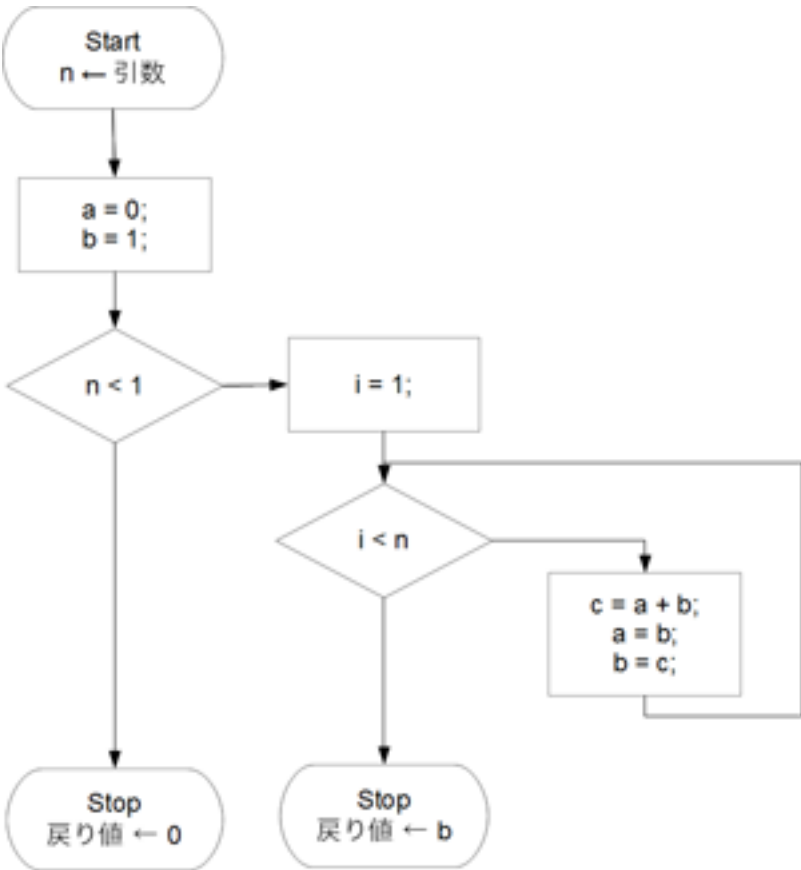 Start
n ← 引数
a = 0;
b = 1;
n < 1
i = 1;
i < n
c = a + b;
a = b;
b = c;
Stop
戻り値 ← 0
Stop
戻り値 ← b